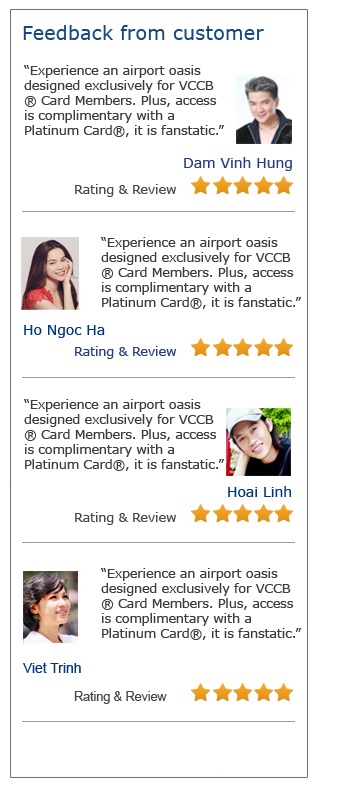 Feedback from customer
“Experience an airport oasis
designed exclusively for VCCB
® Card Members. Plus, access
is complimentary with a
Platinum Card®, it is fanstatic.”
Dam Vinh Hung
Rating & Review
“Experience an airport oasis
designed exclusively for VCCB
® Card Members. Plus, access
is complimentary with a
Platinum Card®, it is fanstatic.”
Ho Ngoc Ha
Rating & Review
“Experience an airport oasis
designed exclusively for VCCB
® Card Members. Plus, access
is complimentary with a
Platinum Card®, it is fanstatic.”
Hoai Linh
Rating & Review
“Experience an airport oasis
designed exclusively for VCCB
® Card Members. Plus, access
is complimentary with a
Platinum Card®, it is fanstatic.”
Viet Trinh
Rating & Review